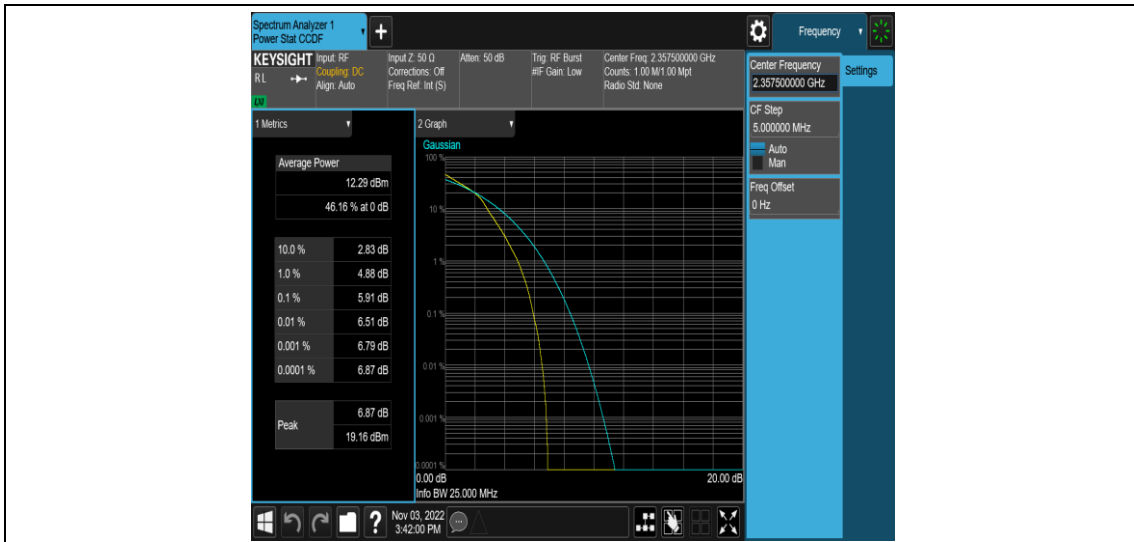 Spectrum Analyzer 1
Power Stat CCDF
+
Frequency
KEYSIGHT
RL
LXI
Input: RF
Coupling: DC
Align: Auto
Input Z: 50 Ω
Corrections: Off
Freq Ref: Int (S)
Atten: 50 dB
Trig: RF Burst
#IF Gain: Low
Center Freq: 2.357500000 GHz
Counts: 1.00 M/1.00 Mpt
Radio Std: None
Center Frequency
2.357500000 GHz
Settings
CF Step
5.000000 MHz
Auto
Man
Freq Offset
0 Hz
1 Metrics
Average Power
12.29 dBm
46.16 % at 0 dB
10.0 % 2.83 dB
1.0 % 4.88 dB
0.1 % 5.91 dB
0.01 % 6.51 dB
0.001 % 6.79 dB
0.0001 % 6.87 dB
Peak
6.87 dB
19.16 dBm
2 Graph
Gaussian
100 %
10 %
1 %
0.1 %
0.01 %
0.001 %
0.0001 %
0.00 dB 20.00 dB
Info BW 25.000 MHz
?
Nov 03, 2022
3:42:00 PM